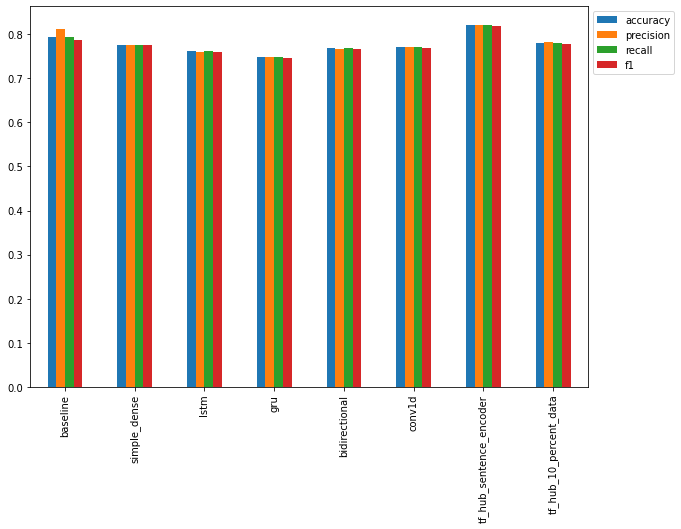 0.8
0.7
0.6
0.5
0.4
0.3
0.2
0.1
0.0
baseline
simple_dense
lstm
gru
bidirectional
conv1d
tf_hub_sentence_encoder
tf_hub_10_percent_data
accuracy
precision
recall
f1